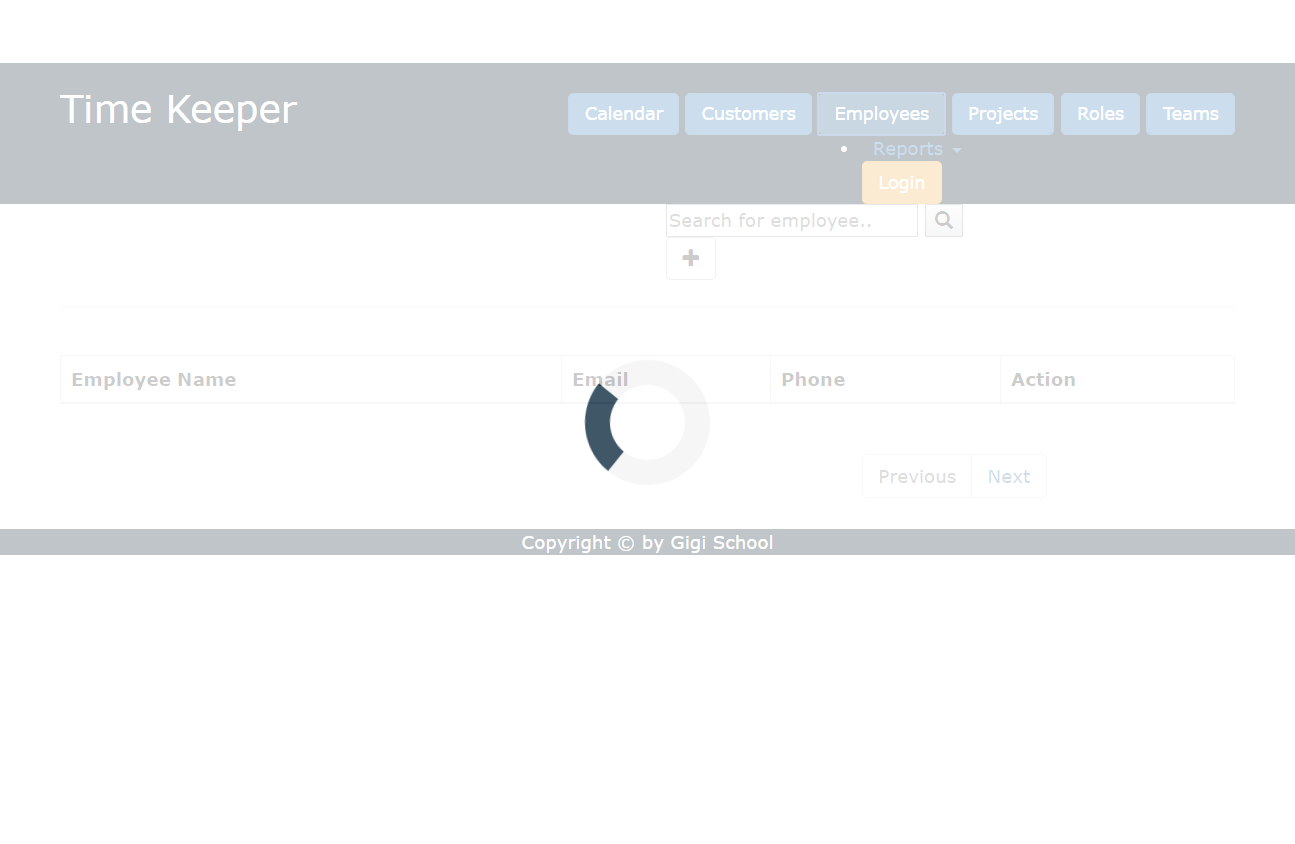 Time Keeper
Calendar Customers Employees Projects Roles Teams
Reports
Login
Search for employee..
Employee Name Email Phone Action
Previous Next
Copyright © by Gigi School